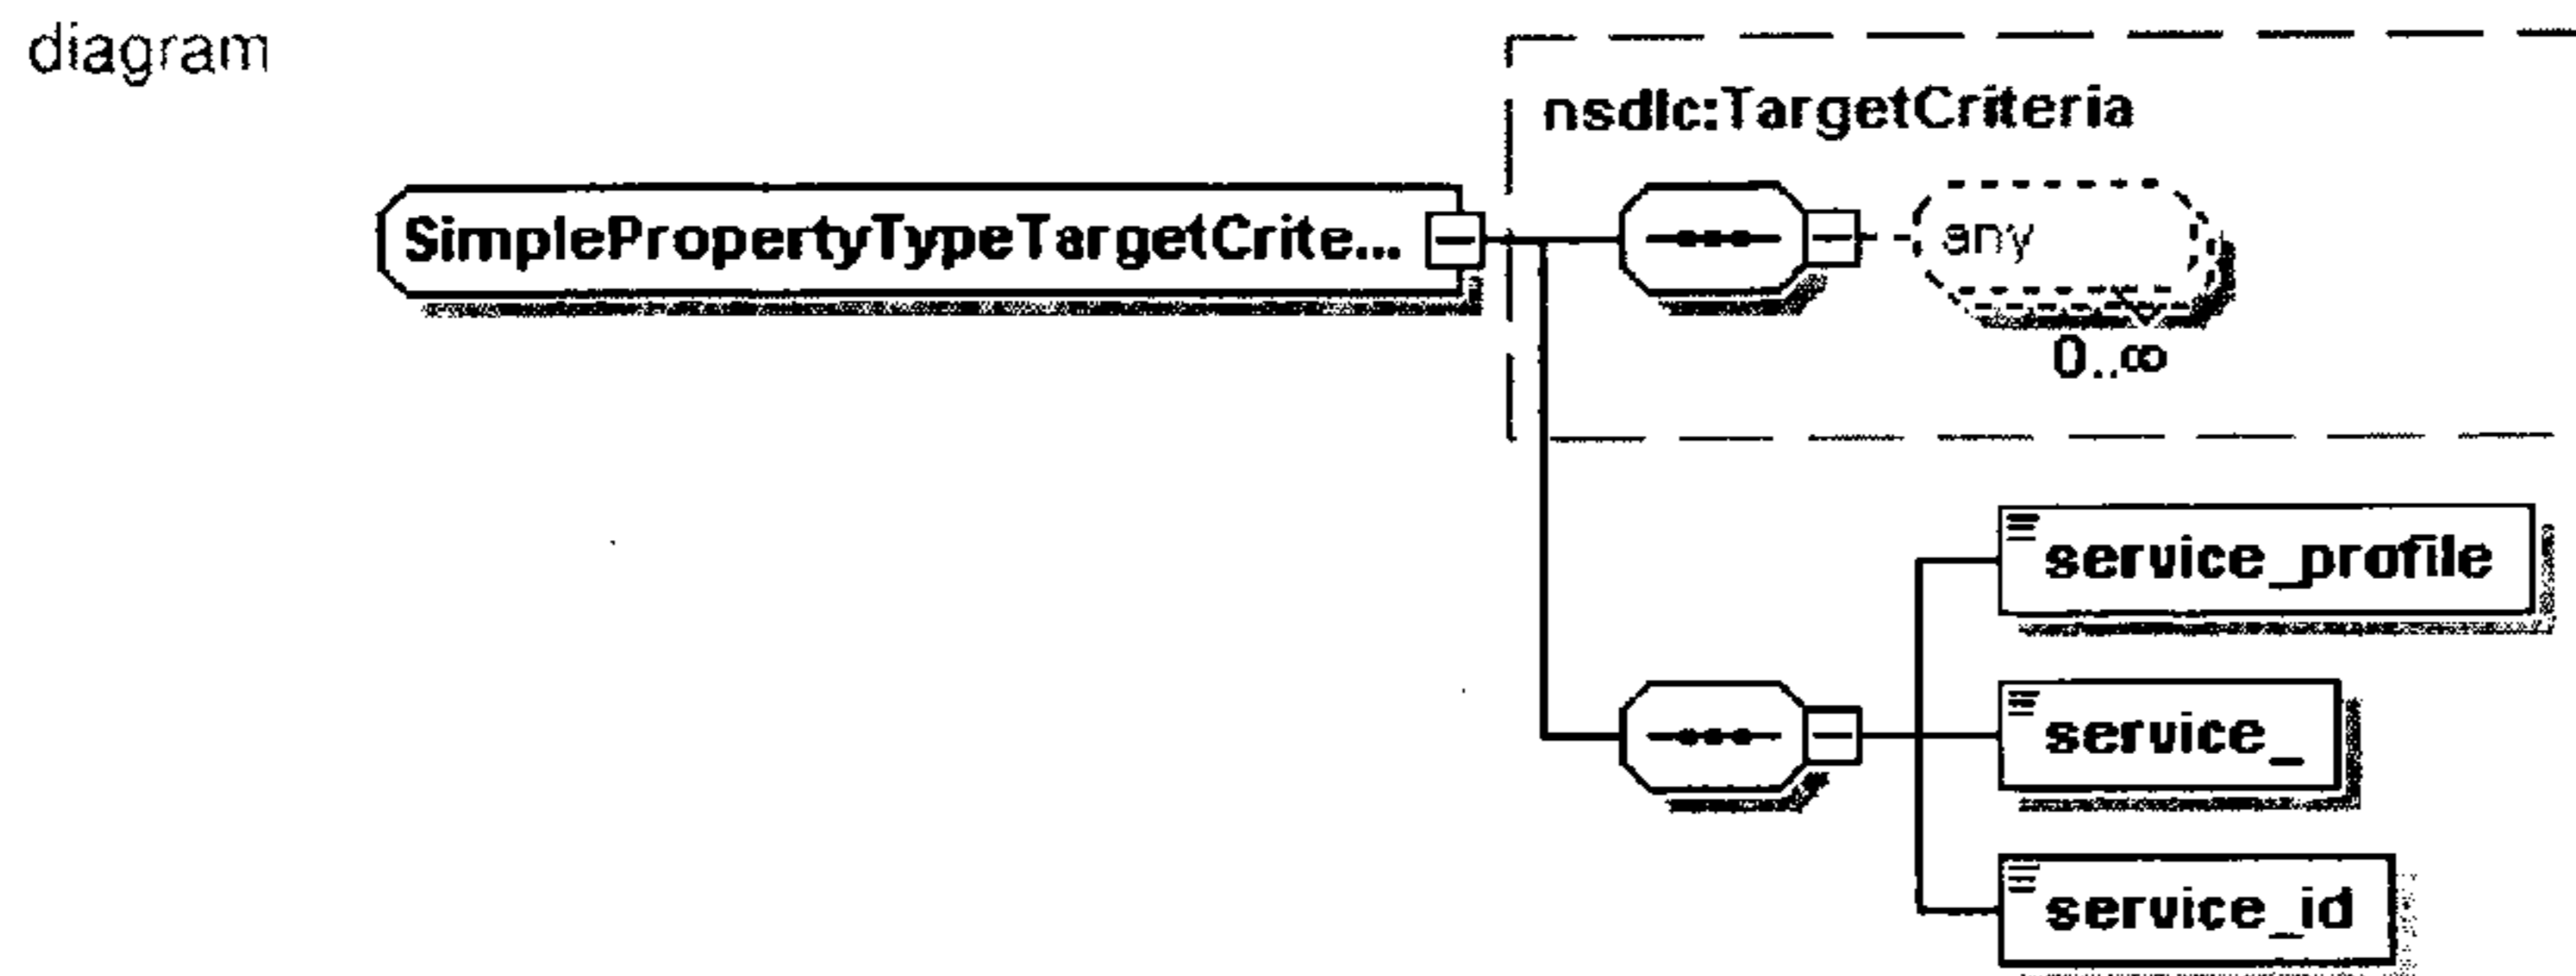 diagram
nsdlc:TargetCriteria
SimplePropertyTypeTargetCrite...
any
0..∞
service_profile
service_
service_id